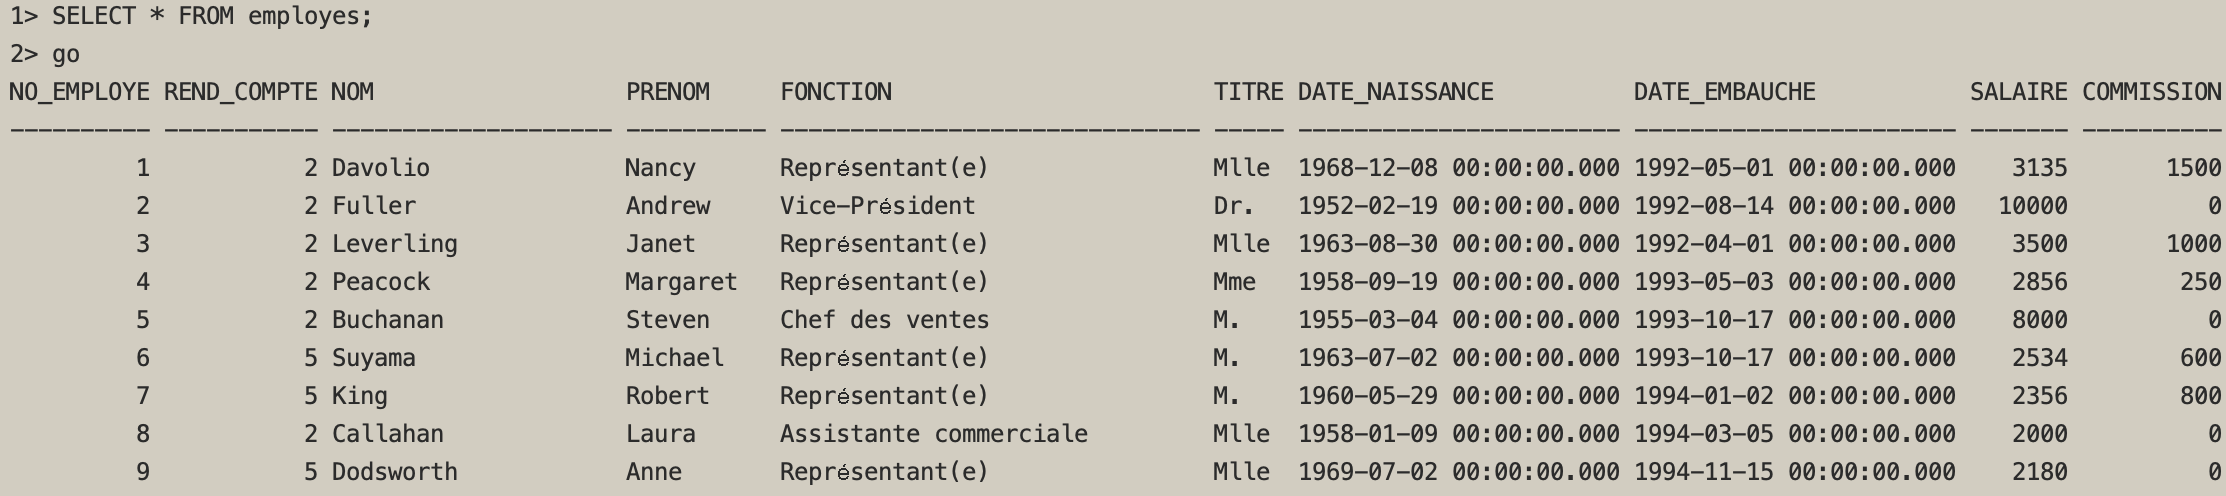 1> SELECT * FROM employes;
2> go
NO_EMPLOYE REND_COMPTE NOM                  PRENOM     FONCTION                       TITRE DATE_NAISSANCE          DATE_EMBAUCHE           SALAIRE COMMISSION
---------- ----------- -------------------- ---------- ------------------------------ ----- ----------------------- ----------------------- ------- ----------
         1           2 Davolio              Nancy      Représentant(e)                Mlle  1968-12-08 00:00:00.000 1992-05-01 00:00:00.000    3135       1500
         2           2 Fuller               Andrew     Vice-Président                 Dr.   1952-02-19 00:00:00.000 1992-08-14 00:00:00.000   10000          0
         3           2 Leverling            Janet      Représentant(e)                Mlle  1963-08-30 00:00:00.000 1992-04-01 00:00:00.000    3500       1000
         4           2 Peacock              Margaret   Représentant(e)                Mme   1958-09-19 00:00:00.000 1993-05-03 00:00:00.000    2856        250
         5           2 Buchanan             Steven     Chef des ventes                M.    1955-03-04 00:00:00.000 1993-10-17 00:00:00.000    8000          0
         6           5 Suyama               Michael    Représentant(e)                M.    1963-07-02 00:00:00.000 1993-10-17 00:00:00.000    2534        600
         7           5 King                 Robert     Représentant(e)                M.    1960-05-29 00:00:00.000 1994-01-02 00:00:00.000    2356        800
         8           2 Callahan             Laura      Assistante commerciale         Mlle  1958-01-09 00:00:00.000 1994-03-05 00:00:00.000    2000          0
         9           5 Dodsworth            Anne       Représentant(e)                Mlle  1969-07-02 00:00:00.000 1994-11-15 00:00:00.000    2180          0